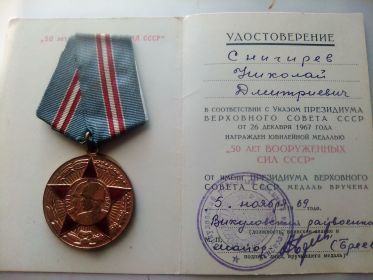 "50 ЛЕТ ВООРУЖЕННЫХ СИЛ СССР"
УДОСТОВЕРЕНИЕ
Снигирев
Николай
Дмитриевич
В СООТВЕТСТВИИ С УКАЗОМ ПРЕЗИДИУМА
ВЕРХОВНОГО СОВЕТА СССР
ОТ 26 ДЕКАБРЯ 1967 ГОДА
НАГРАЖДЕН ЮБИЛЕЙНОЙ МЕДАЛЬЮ
"50 ЛЕТ ВООРУЖЕННЫХ
СИЛ СССР"
ОТ ИМЕНИ ПРЕЗИДИУМА ВЕРХОВНОГО
СОВЕТА СССР МЕДАЛЬ ВРУЧЕНА
5 ноября 69 года.
Викуловский райвоенком
майор